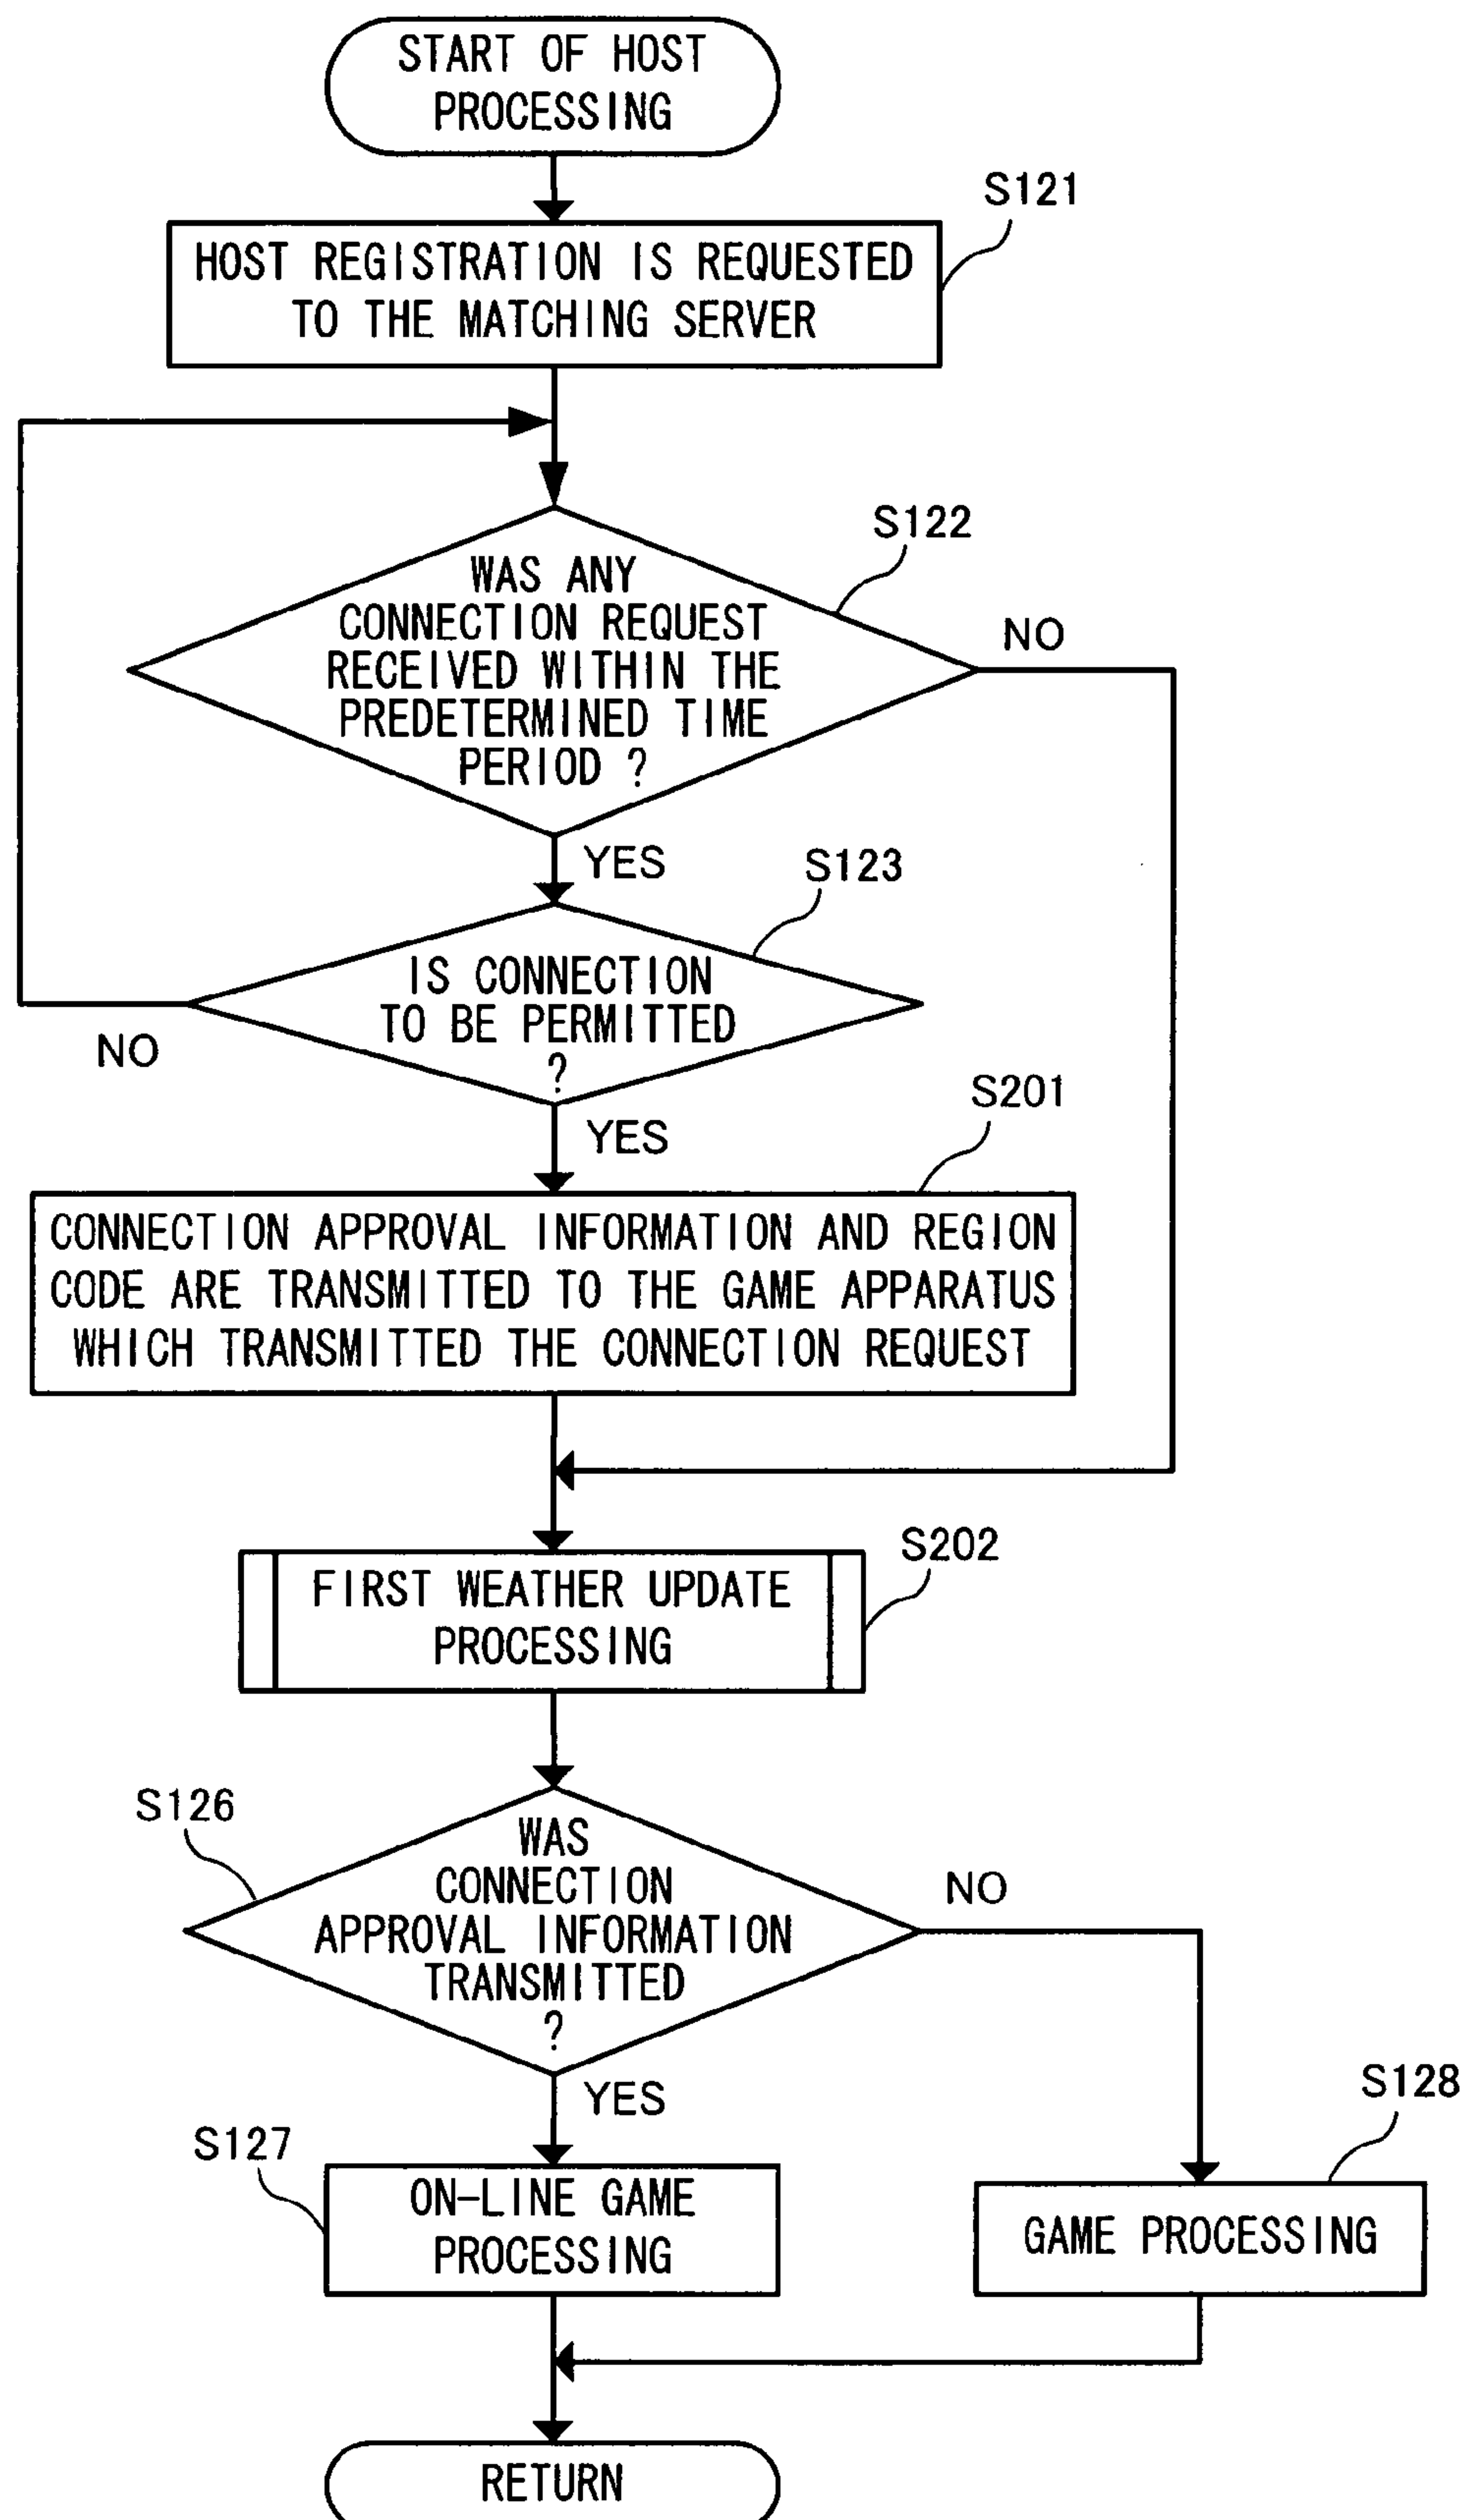 START OF HOST
PROCESSING
S121
HOST REGISTRATION IS REQUESTED
TO THE MATCHING SERVER
S122
WAS ANY
CONNECTION REQUEST
RECEIVED WITHIN THE
PREDETERMINED TIME
PERIOD ?
NO
YES
S123
IS CONNECTION
TO BE PERMITTED
?
NO
YES
S201
CONNECTION APPROVAL INFORMATION AND REGION
CODE ARE TRANSMITTED TO THE GAME APPARATUS
WHICH TRANSMITTED THE CONNECTION REQUEST
S202
FIRST WEATHER UPDATE
PROCESSING
S126
WAS
CONNECTION
APPROVAL INFORMATION
TRANSMITTED
?
NO
YES
S127
ON-LINE GAME
PROCESSING
S128
GAME PROCESSING
RETURN